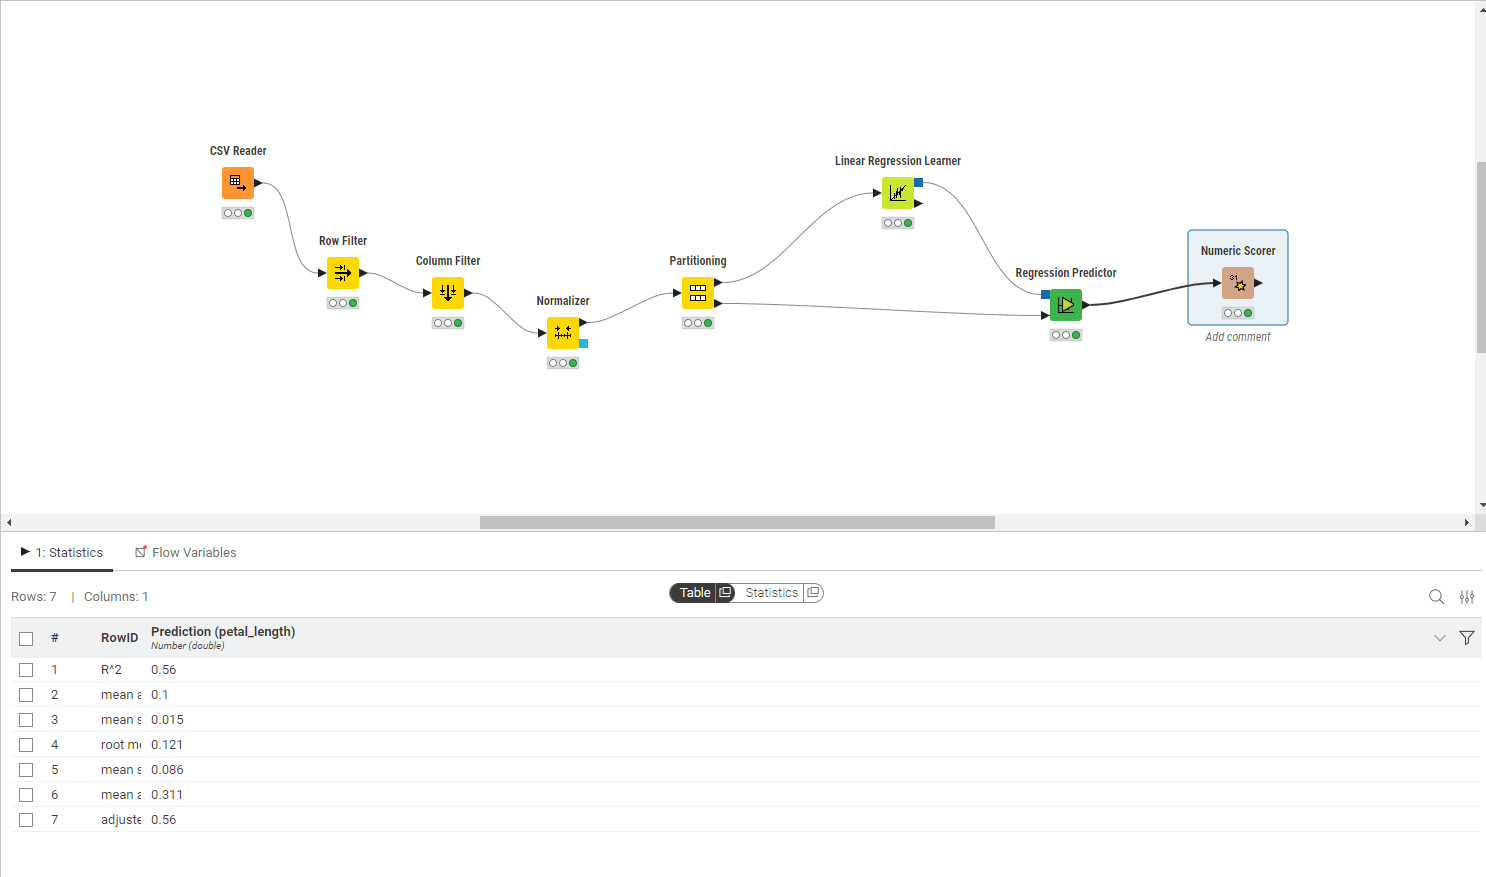 CSV Reader
Linear Regression Learner
Row Filter
Column Filter
Partitioning
Numeric Scorer
31
Regression Predictor
Normalizer
Add comment
1: Statistics
Flow Variables
Rows: 7 | Columns: 1
Table
Statistics
# RowID Prediction (petal_length)
Number (double)
1 R^2 0.56
2 mean a 0.1
3 mean s 0.015
4 root me 0.121
5 mean s 0.086
6 mean a 0.311
7 adjuste 0.56